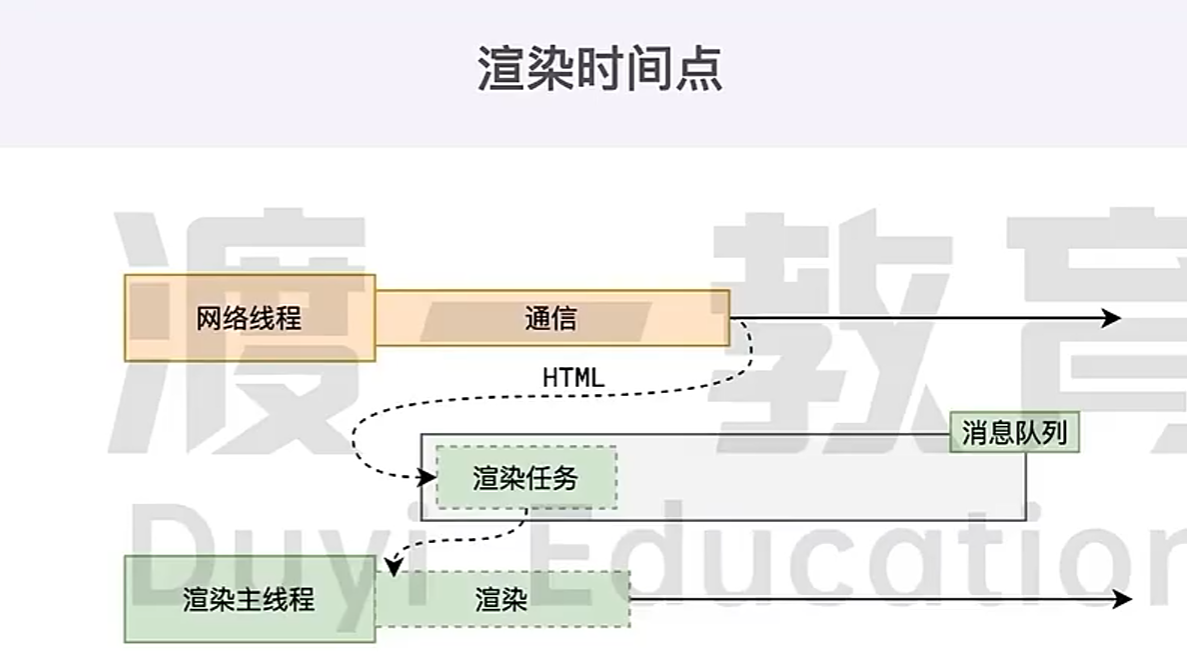 渲染时间点
网络线程
通信
HTML
消息队列
渲染任务
渲染主线程
渲染
渡一教育
Duyi Education